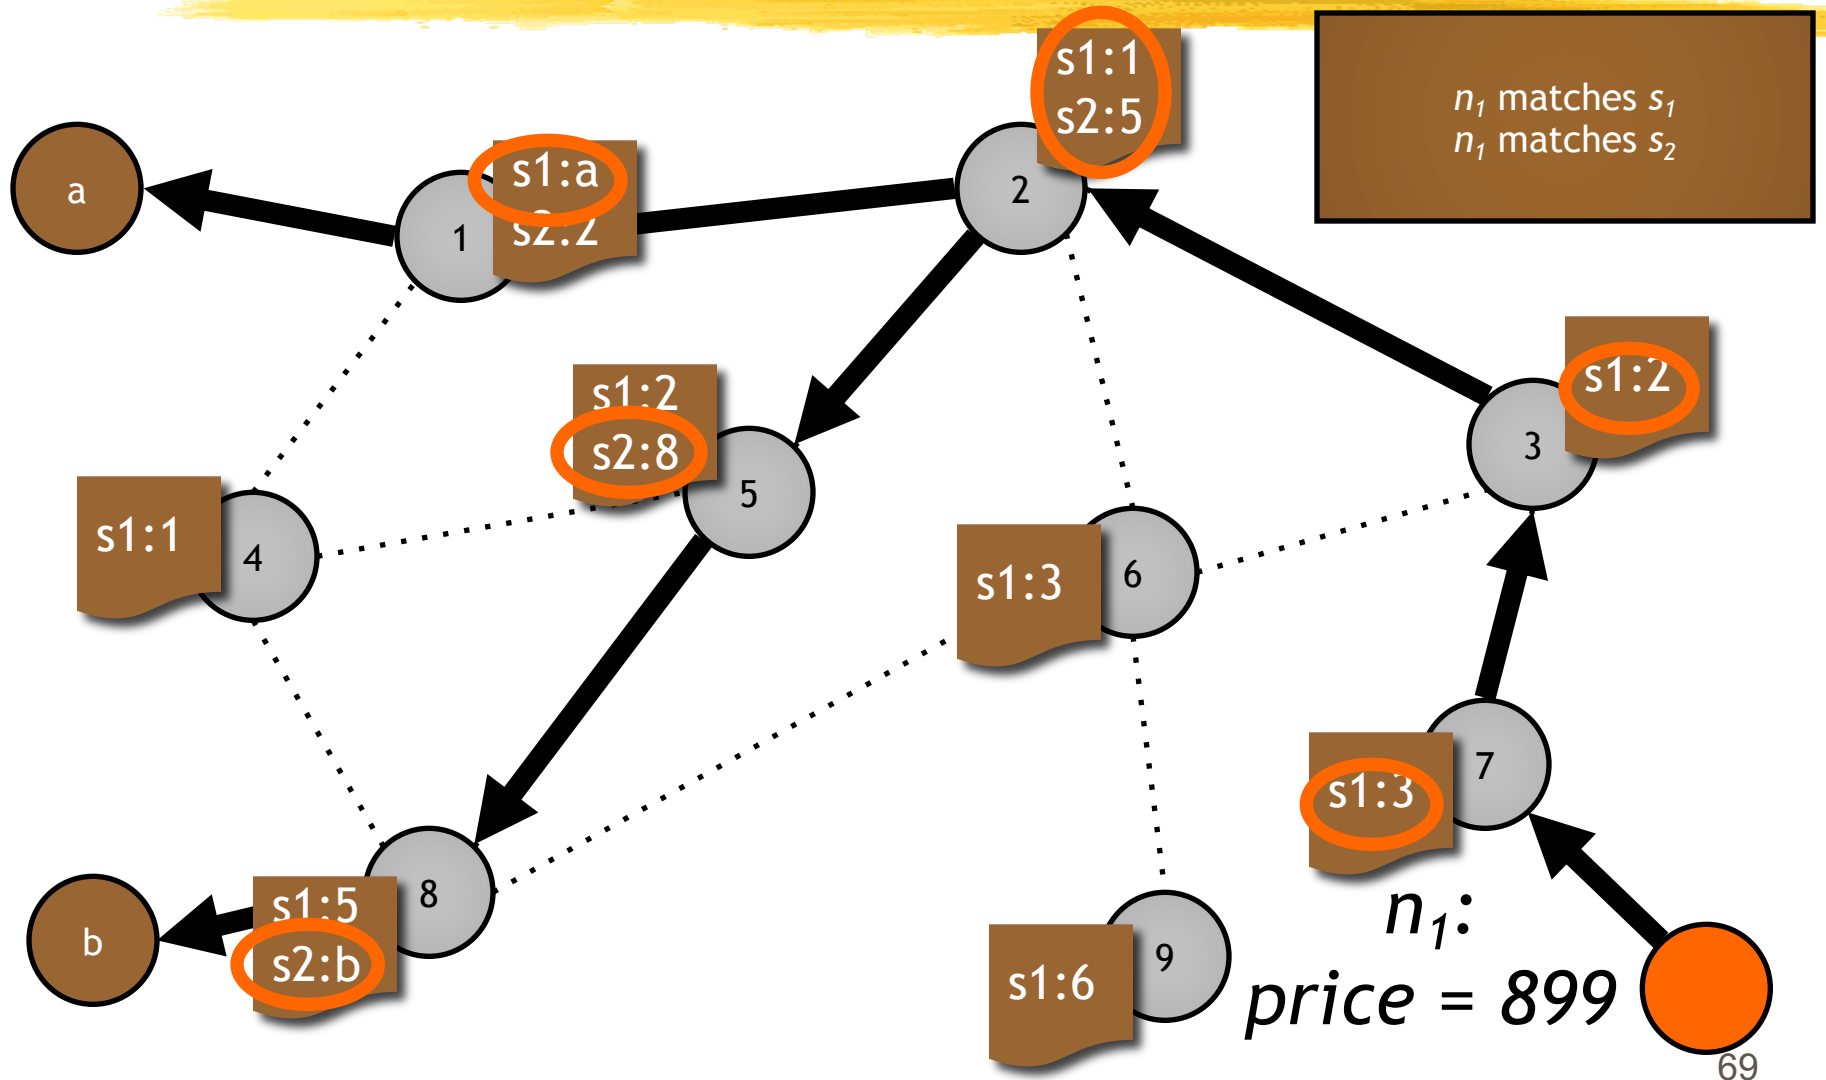 s1:1
s2:5
n₁ matches s₁
n₁ matches s₂
a
1
s1:a
s2:2
2
s1:2
3
s1:2
s2:8
5
s1:1
4
s1:3
6
s1:3
7
n₁:
price = 899
s1:5
s2:b
8
b
s1:6
9
69